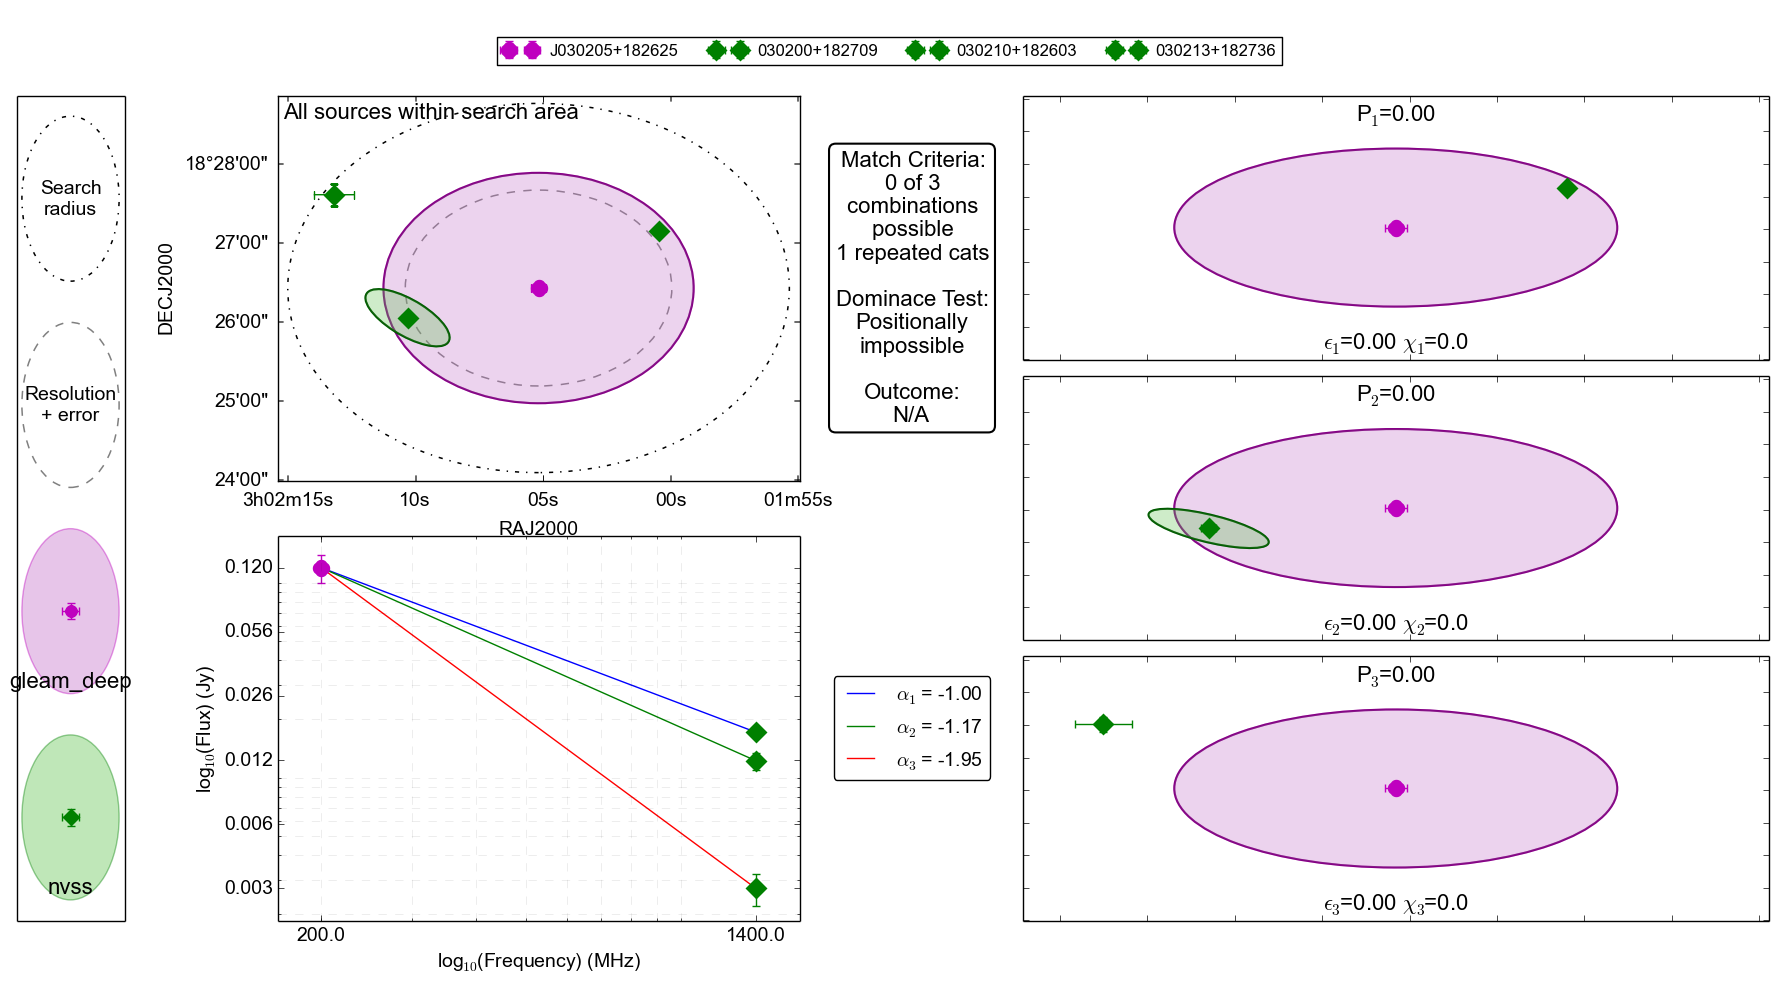 J030205+182625 030200+182709 030210+182603 030213+182736
Search
radius
Resolution
+ error
gleam_deep
nvss
All sources within search area
DECJ2000
18°28'00"
27'00"
26'00"
25'00"
24'00"
3h02m15s 10s 05s 00s 01m55s
RAJ2000
log₁₀(Flux) (Jy)
0.120
0.056
0.026
0.012
0.006
0.003
200.0 1400.0
log₁₀(Frequency) (MHz)
Match Criteria:
0 of 3
combinations
possible
1 repeated cats
Dominace Test:
Positionally
impossible
Outcome:
N/A
α₁ = -1.00
α₂ = -1.17
α₃ = -1.95
P₁=0.00
ϵ₁=0.00 χ₁=0.0
P₂=0.00
ϵ₂=0.00 χ₂=0.0
P₃=0.00
ϵ₃=0.00 χ₃=0.0